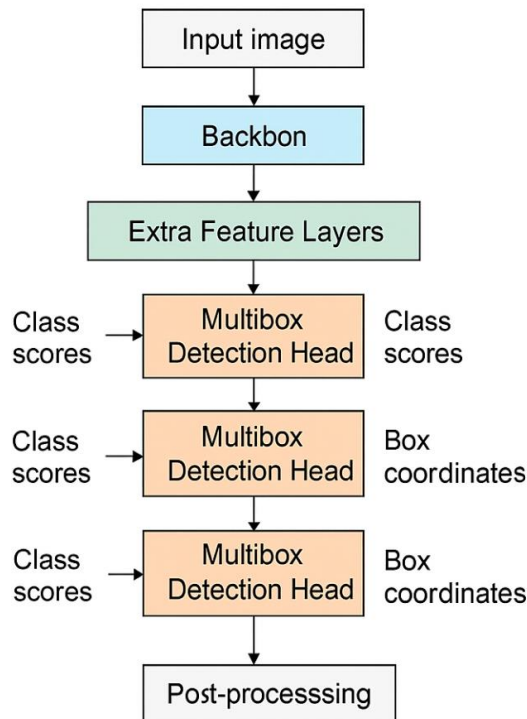 Input image
Backbon
Extra Feature Layers
Class
scores
Multibox
Detection Head
Class
scores
Class
scores
Multibox
Detection Head
Box
coordinates
Class
scores
Multibox
Detection Head
Box
coordinates
Post-processsing